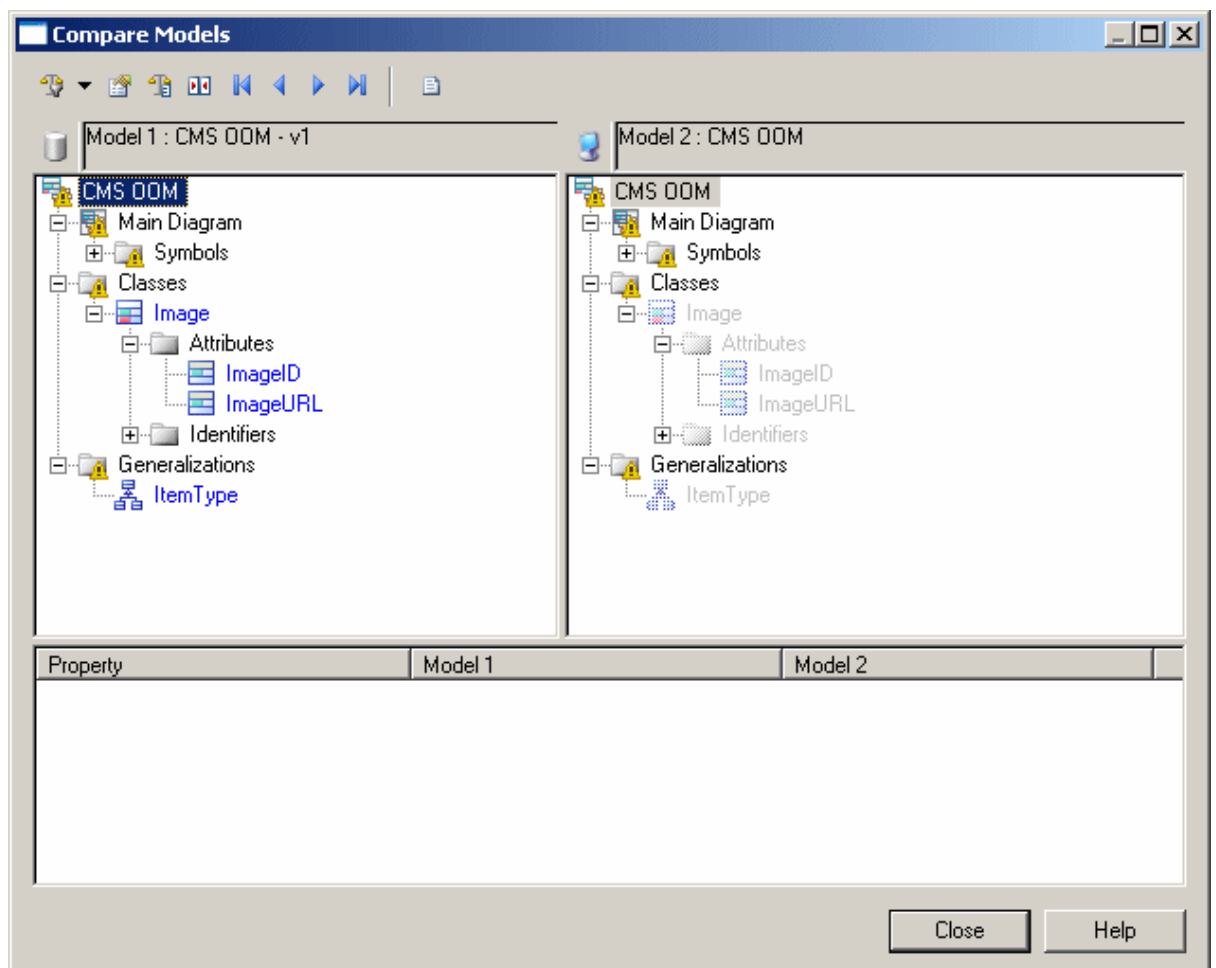 Compare Models
Model 1 : CMS OOM - v1
Model 2 : CMS OOM
CMS OOM
Main Diagram
Symbols
Classes
Image
Attributes
ImageID
ImageURL
Identifiers
Generalizations
ItemType
CMS OOM
Main Diagram
Symbols
Classes
Image
Attributes
ImageID
ImageURL
Identifiers
Generalizations
ItemType
Property Model 1 Model 2
Close Help